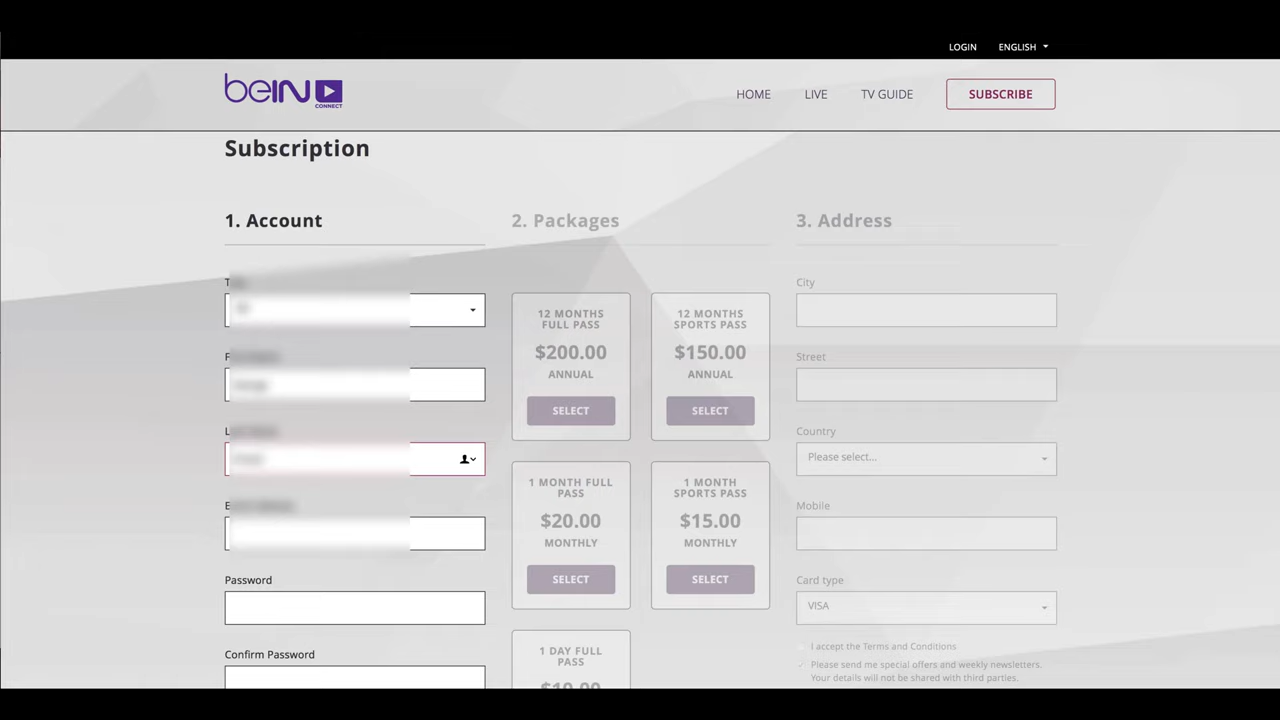 LOGIN
ENGLISH
beIN
CONNECT
HOME
LIVE
TV GUIDE
SUBSCRIBE
Subscription
1. Account
2. Packages
3. Address
Password
Confirm Password
12 MONTHS
FULL PASS
$200.00
ANNUAL
SELECT
12 MONTHS
SPORTS PASS
$150.00
ANNUAL
SELECT
1 MONTH FULL
PASS
$20.00
MONTHLY
SELECT
1 MONTH
SPORTS PASS
$15.00
MONTHLY
SELECT
1 DAY FULL
PASS
$10.00
City
Street
Country
Please select...
Mobile
Card type
VISA
I accept the Terms and Conditions
Please send me special offers and weekly newsletters.
Your details will not be shared with third parties.